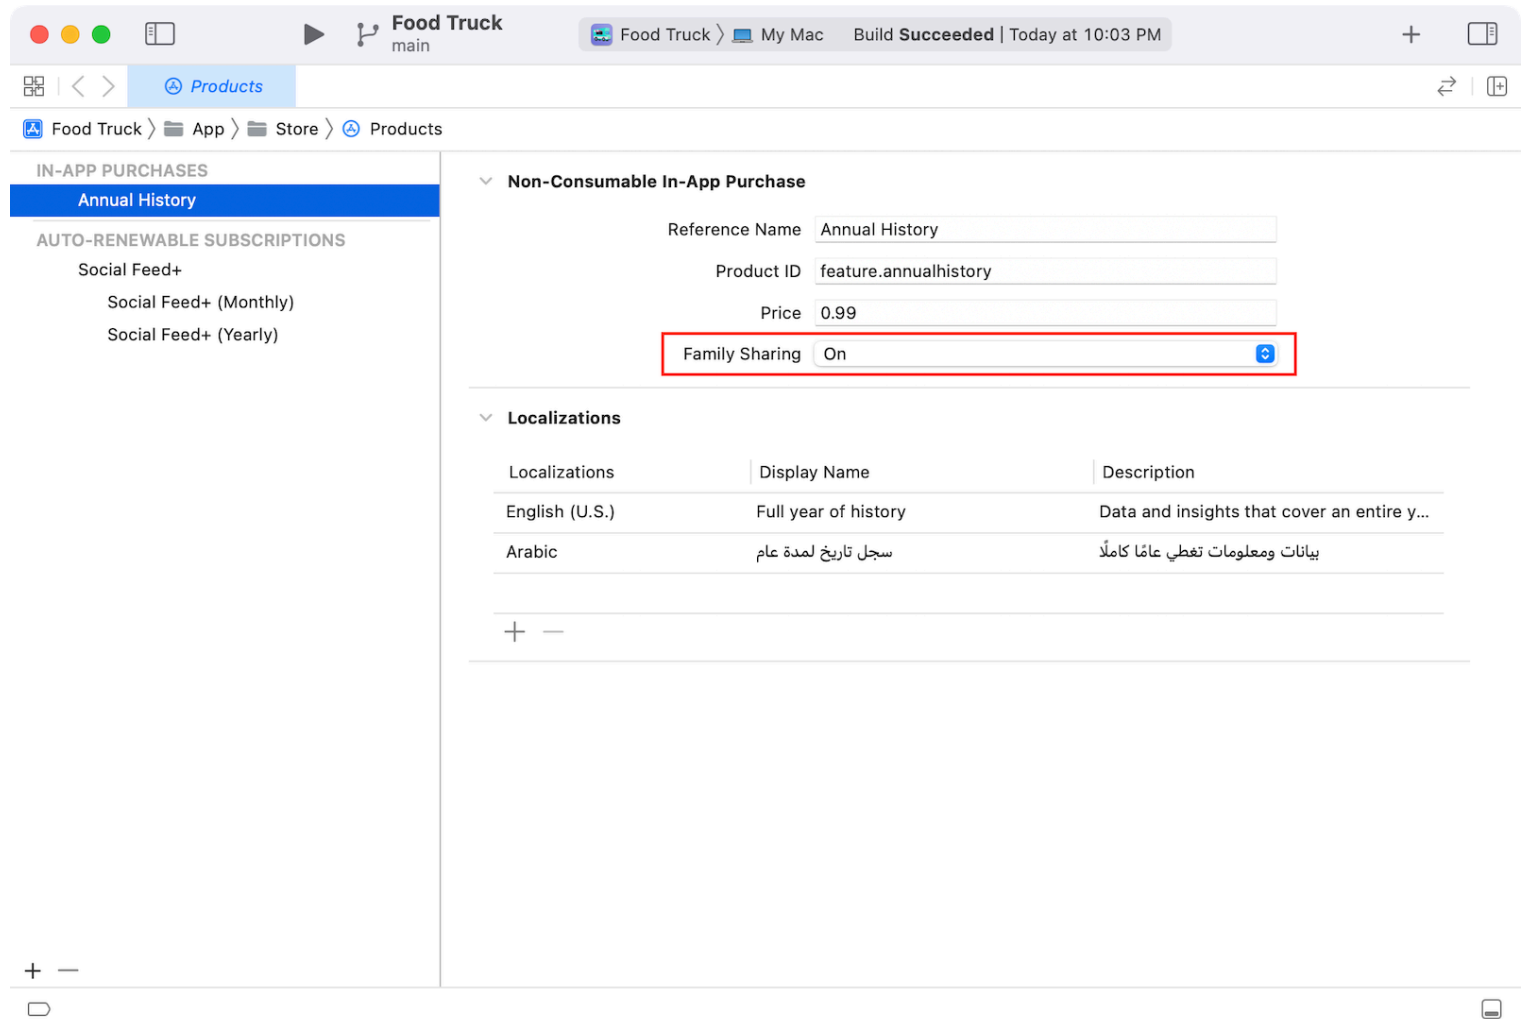 Food Truck
main
Food Truck 〉 My Mac Build Succeeded | Today at 10:03 PM
Products
Food Truck 〉 App 〉 Store 〉 Products
IN-APP PURCHASES
Annual History
AUTO-RENEWABLE SUBSCRIPTIONS
Social Feed+
Social Feed+ (Monthly)
Social Feed+ (Yearly)
Non-Consumable In-App Purchase
Reference Name Annual History
Product ID feature.annualhistory
Price 0.99
Family Sharing On
Localizations
Localizations Display Name Description
English (U.S.) Full year of history Data and insights that cover an entire y...
Arabic سجل تاريخ لمدة عام بيانات ومعلومات تغطي عامًا كاملًا